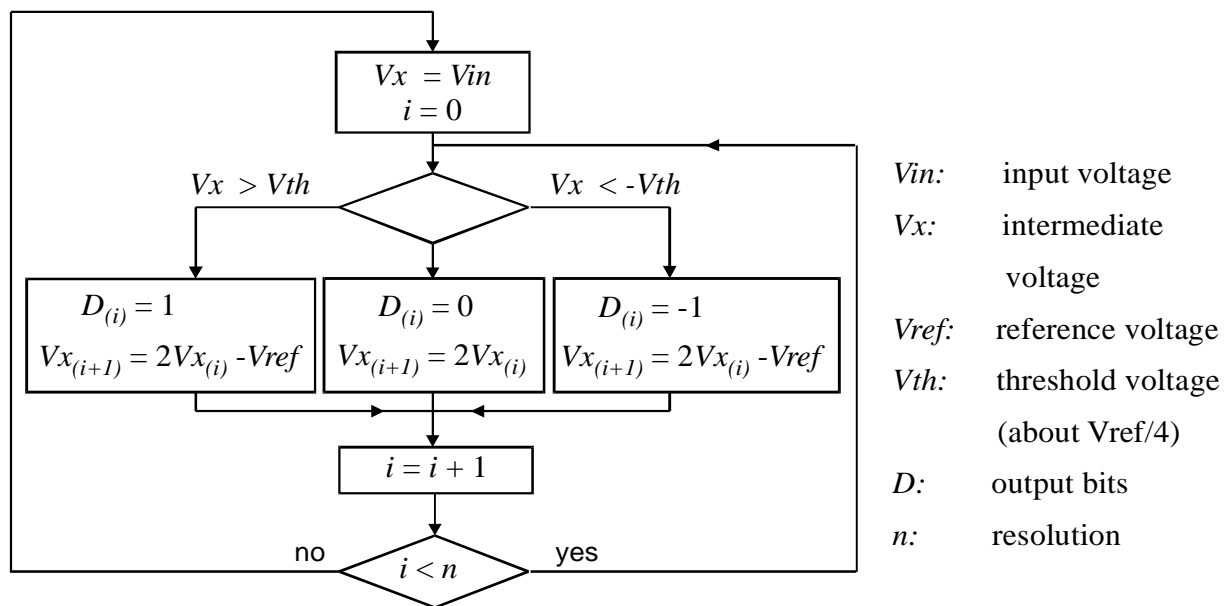 Vx = Vin
i = 0
Vx > Vth
Vx < -Vth
D(i) = 1
Vx(i+1) = 2Vx(i) -Vref
D(i) = 0
Vx(i+1) = 2Vx(i)
D(i) = -1
Vx(i+1) = 2Vx(i) -Vref
i = i + 1
no
i < n
yes
Vin: input voltage
Vx: intermediate
voltage
Vref: reference voltage
Vth: threshold voltage
(about Vref/4)
D: output bits
n: resolution